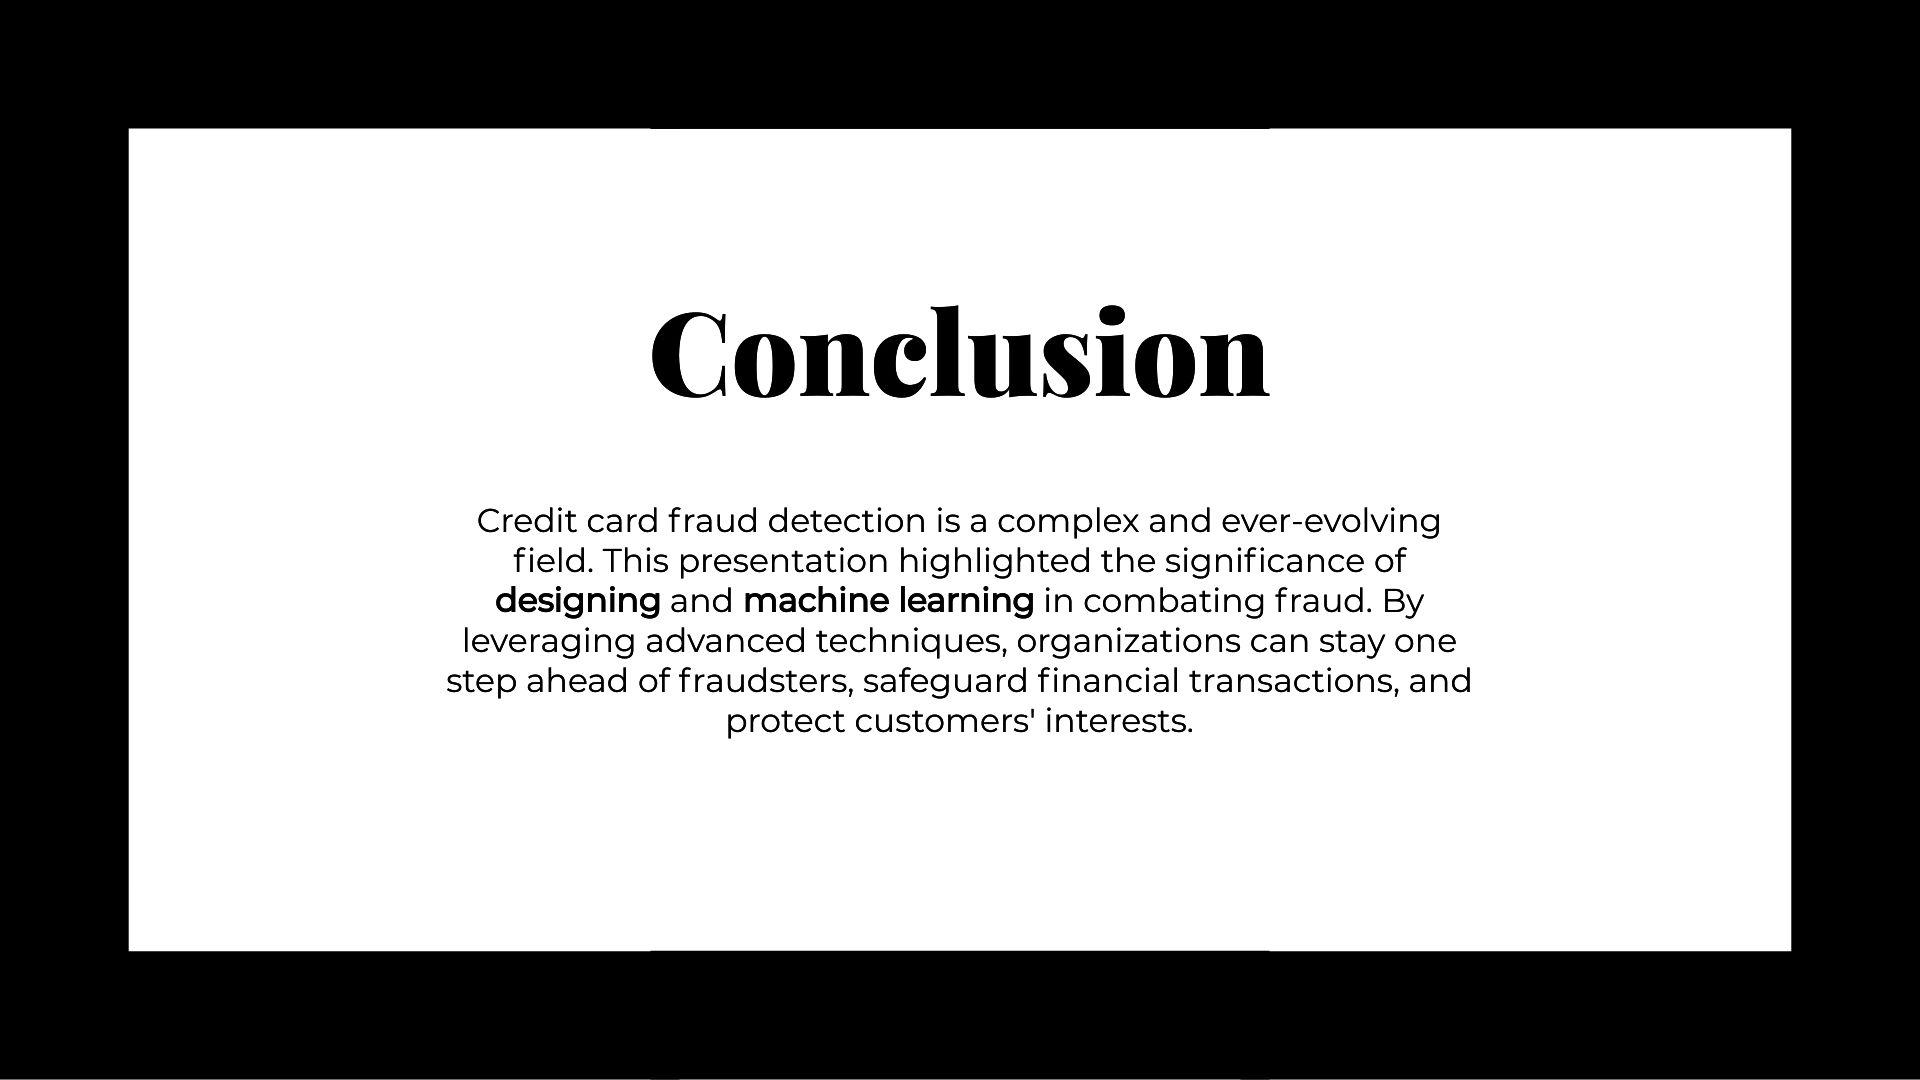 Conclusion
Credit card fraud detection is a complex and ever-evolving
field. This presentation highlighted the significance of
designing and machine learning in combating fraud. By
leveraging advanced techniques, organizations can stay one
step ahead of fraudsters, safeguard financial transactions, and
protect customers' interests.